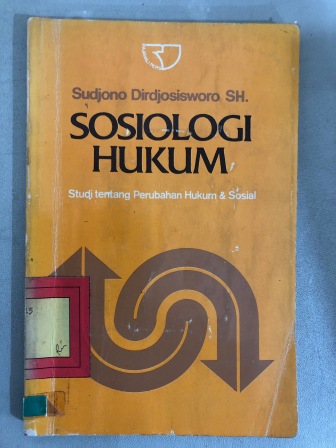 Sudjono Dirdjosisworo SH.
SOSIOLOGI
HUKUM
Studi tentang Perubahan Hukum & Sosial